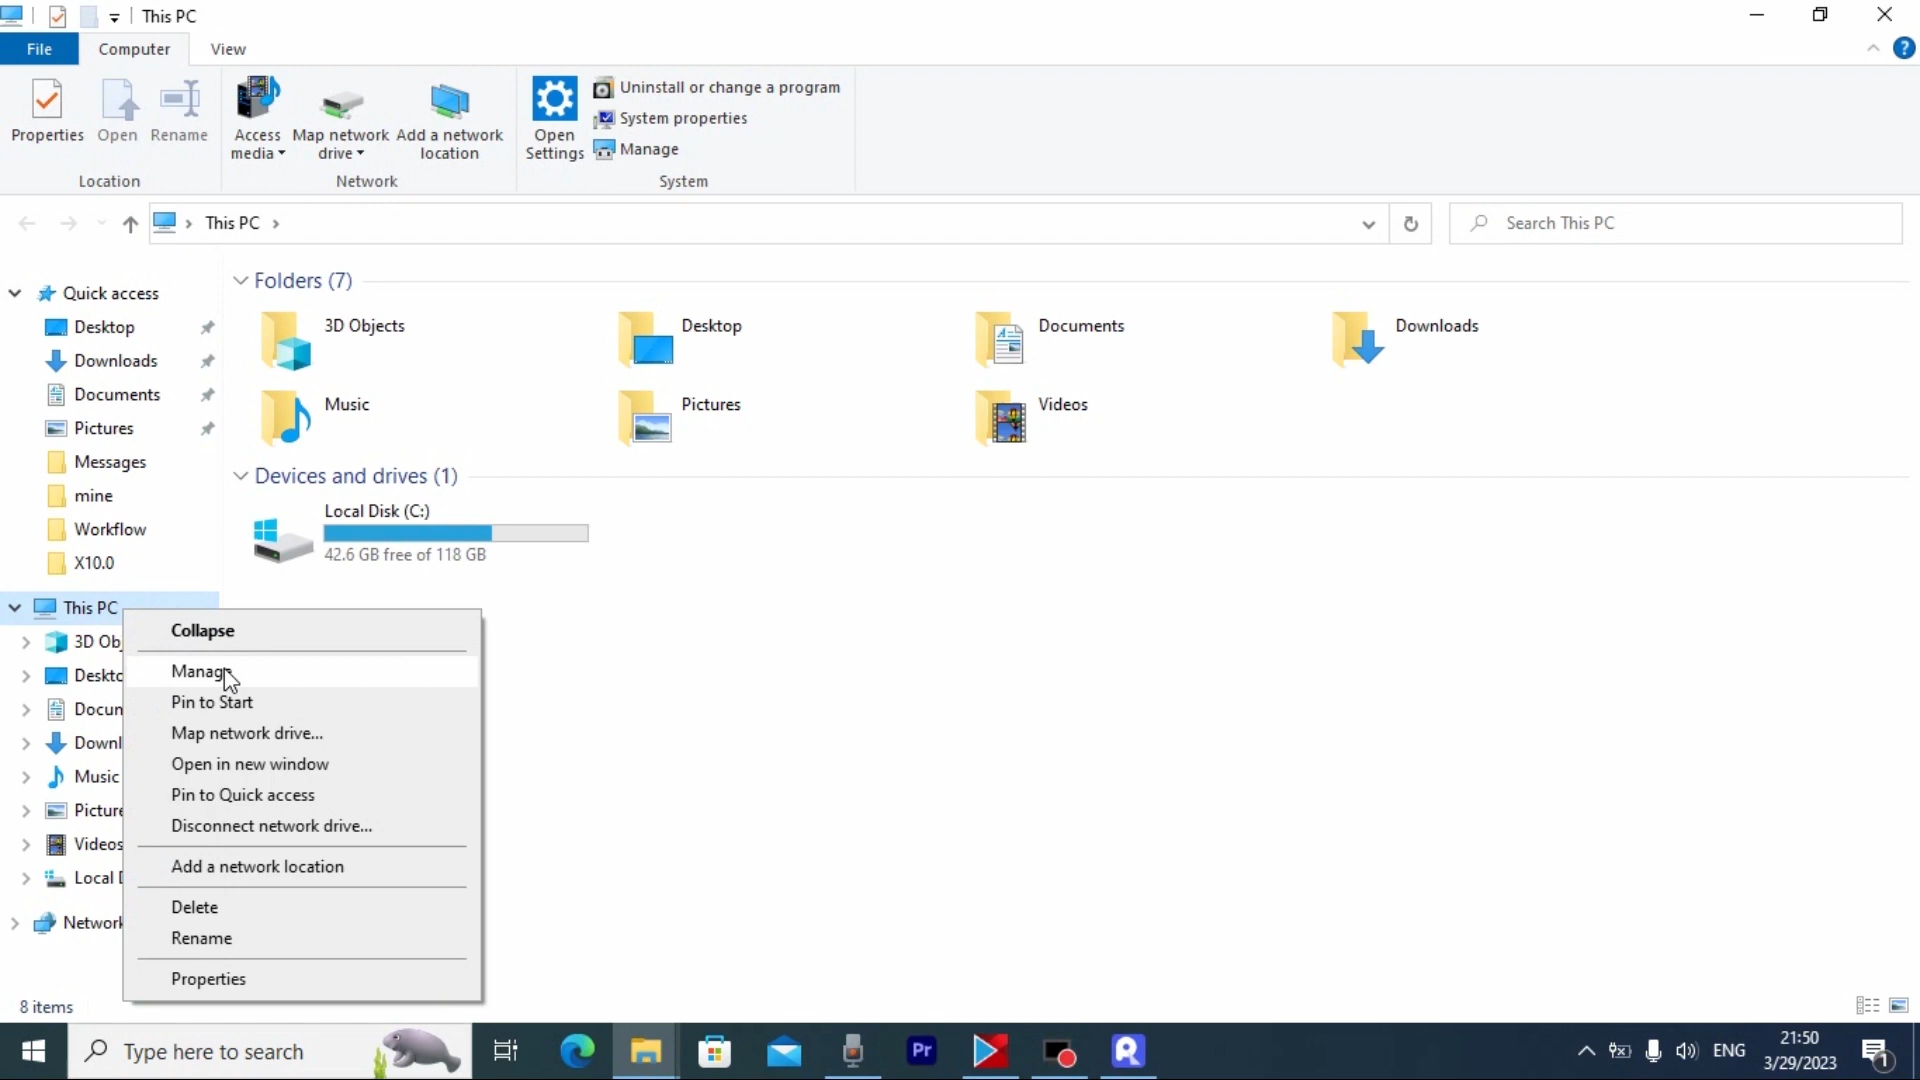 This PC
File
Computer
View
Properties
Open
Rename
Location
Access
media
Map network
drive
Add a network
location
Network
Open
Settings
Uninstall or change a program
System properties
Manage
System
This PC
Search This PC
Quick access
Desktop
Downloads
Documents
Pictures
Messages
mine
Workflow
X10.0
This PC
3D Ob
Deskto
Docun
Downl
Music
Picture
Videos
Local
Network
Folders (7)
3D Objects
Desktop
Documents
Downloads
Music
Pictures
Videos
Devices and drives (1)
Local Disk (C:)
42.6 GB free of 118 GB
Collapse
Manage
Pin to Start
Map network drive...
Open in new window
Pin to Quick access
Disconnect network drive...
Add a network location
Delete
Rename
Properties
8 items
Type here to search
Pr
ENG
21:50
3/29/2023
1